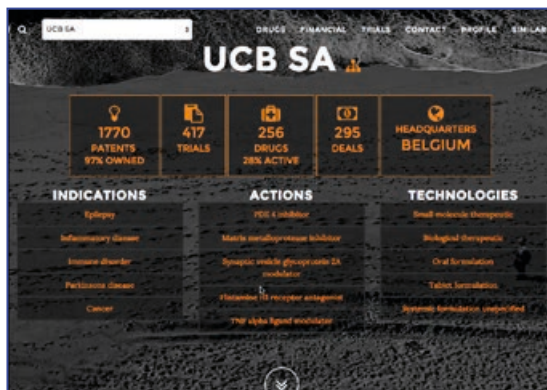 UCB SA
DRUGS FINANCIAL TRIALS CONTACT PROFILE SIMILAR
UCB SA
1770
PATENTS
97% OWNED
417
TRIALS
256
DRUGS
28% ACTIVE
295
DEALS
HEADQUARTERS
BELGIUM
INDICATIONS
Epilepsy
Inflammatory disease
Immune disorder
Parkinsons disease
Cancer
ACTIONS
PDE 4 inhibitor
Matrix metalloprotease inhibitor
Synaptic vesicle glycoprotein 2A
modulator
Histamine H1 receptor antagonist
TNF alpha ligand modulator
TECHNOLOGIES
Small molecule therapeutic
Biological therapeutic
Oral formulation
Tablet formulation
Systemic formulation unspecified